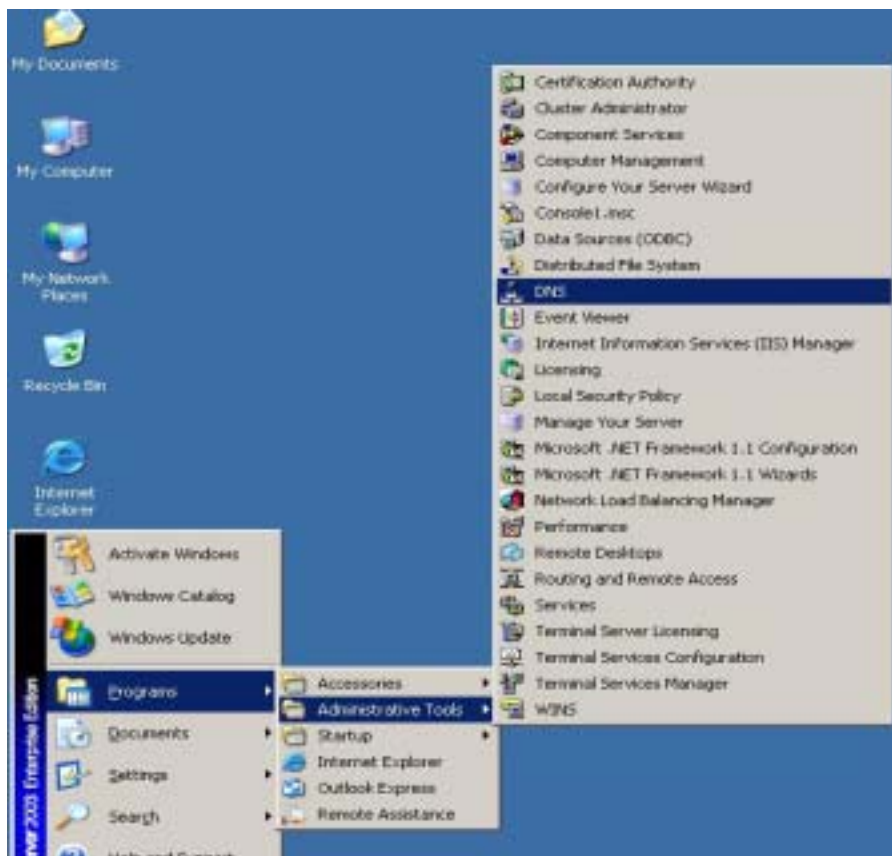 My Documents
My Computer
My Network
Places
Recycle Bin
Internet
Explorer
Activate Windows
Windows Catalog
Windows Update
Programs
Documents
Settings
Search
Help and Support
Server 2003 Enterprise Edition
Accessories
Administrative Tools
Startup
Internet Explorer
Outlook Express
Remote Assistance
Certification Authority
Cluster Administrator
Component Services
Computer Management
Configure Your Server Wizard
Console1.msc
Data Sources (ODBC)
Distributed File System
DNS
Event Viewer
Internet Information Services (IIS) Manager
Licensing
Local Security Policy
Manage Your Server
Microsoft .NET Framework 1.1 Configuration
Microsoft .NET Framework 1.1 Wizards
Network Load Balancing Manager
Performance
Remote Desktops
Routing and Remote Access
Services
Terminal Server Licensing
Terminal Services Configuration
Terminal Services Manager
WINS